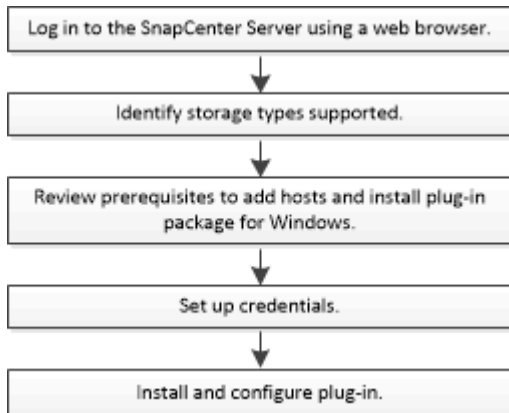 Log in to the SnapCenter Server using a web browser.
Identify storage types supported.
Review prerequisites to add hosts and install plug-in
package for Windows.
Set up credentials.
Install and configure plug-in.